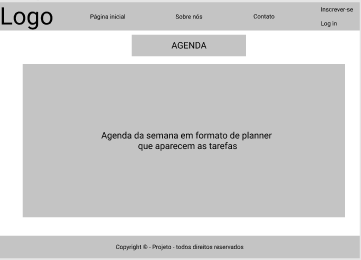 Logo
Página inicial
Sobre nós
Contato
Inscrever-se
Log in
AGENDA
Agenda da semana em formato de planner
que aparecem as tarefas
Copyright © - Projeto - todos direitos reservados